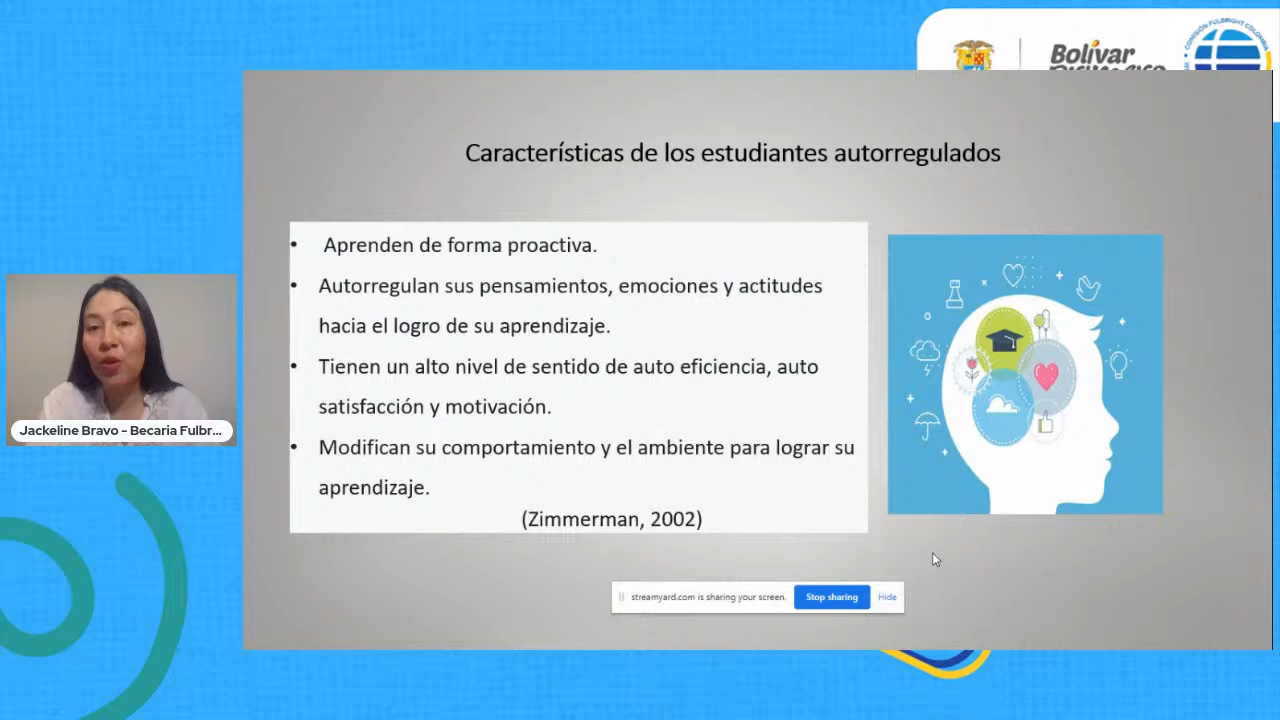 COMISIÓN FULBRIGHT COLOMBIA
Bolívar
Características de los estudiantes autorregulados
• Aprenden de forma proactiva.
• Autorregulan sus pensamientos, emociones y actitudes
hacia el logro de su aprendizaje.
• Tienen un alto nivel de sentido de auto eficiencia, auto
satisfacción y motivación.
• Modifican su comportamiento y el ambiente para lograr su
aprendizaje.
(Zimmerman, 2002)
Jackeline Bravo - Becaria Fulbr...
streamyard.com is sharing your screen.
Stop sharing
Hide